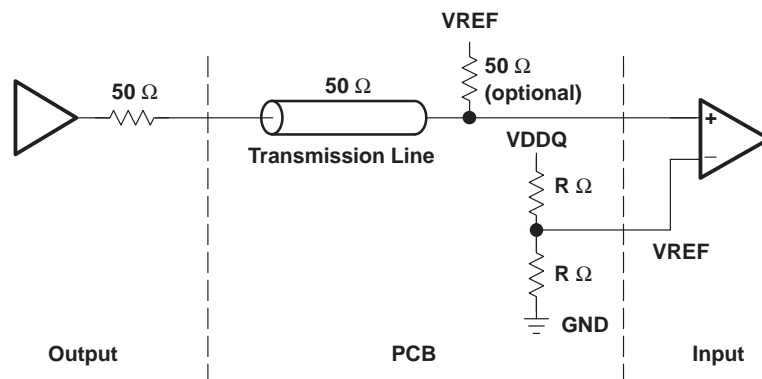 VREF
50 Ω
50 Ω
50 Ω
(optional)
+
Transmission Line
VDDQ
−
R Ω
VREF
R Ω
GND
Output
PCB
Input